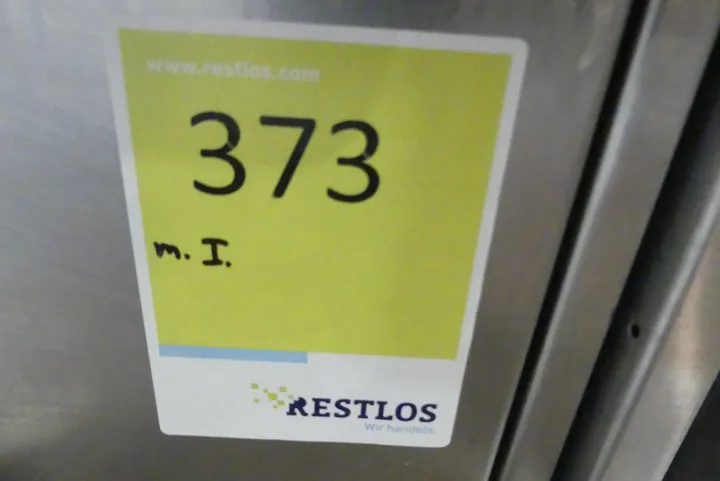 www.restlos.com
373
m. I.
RESTLOS
Wir handeln.